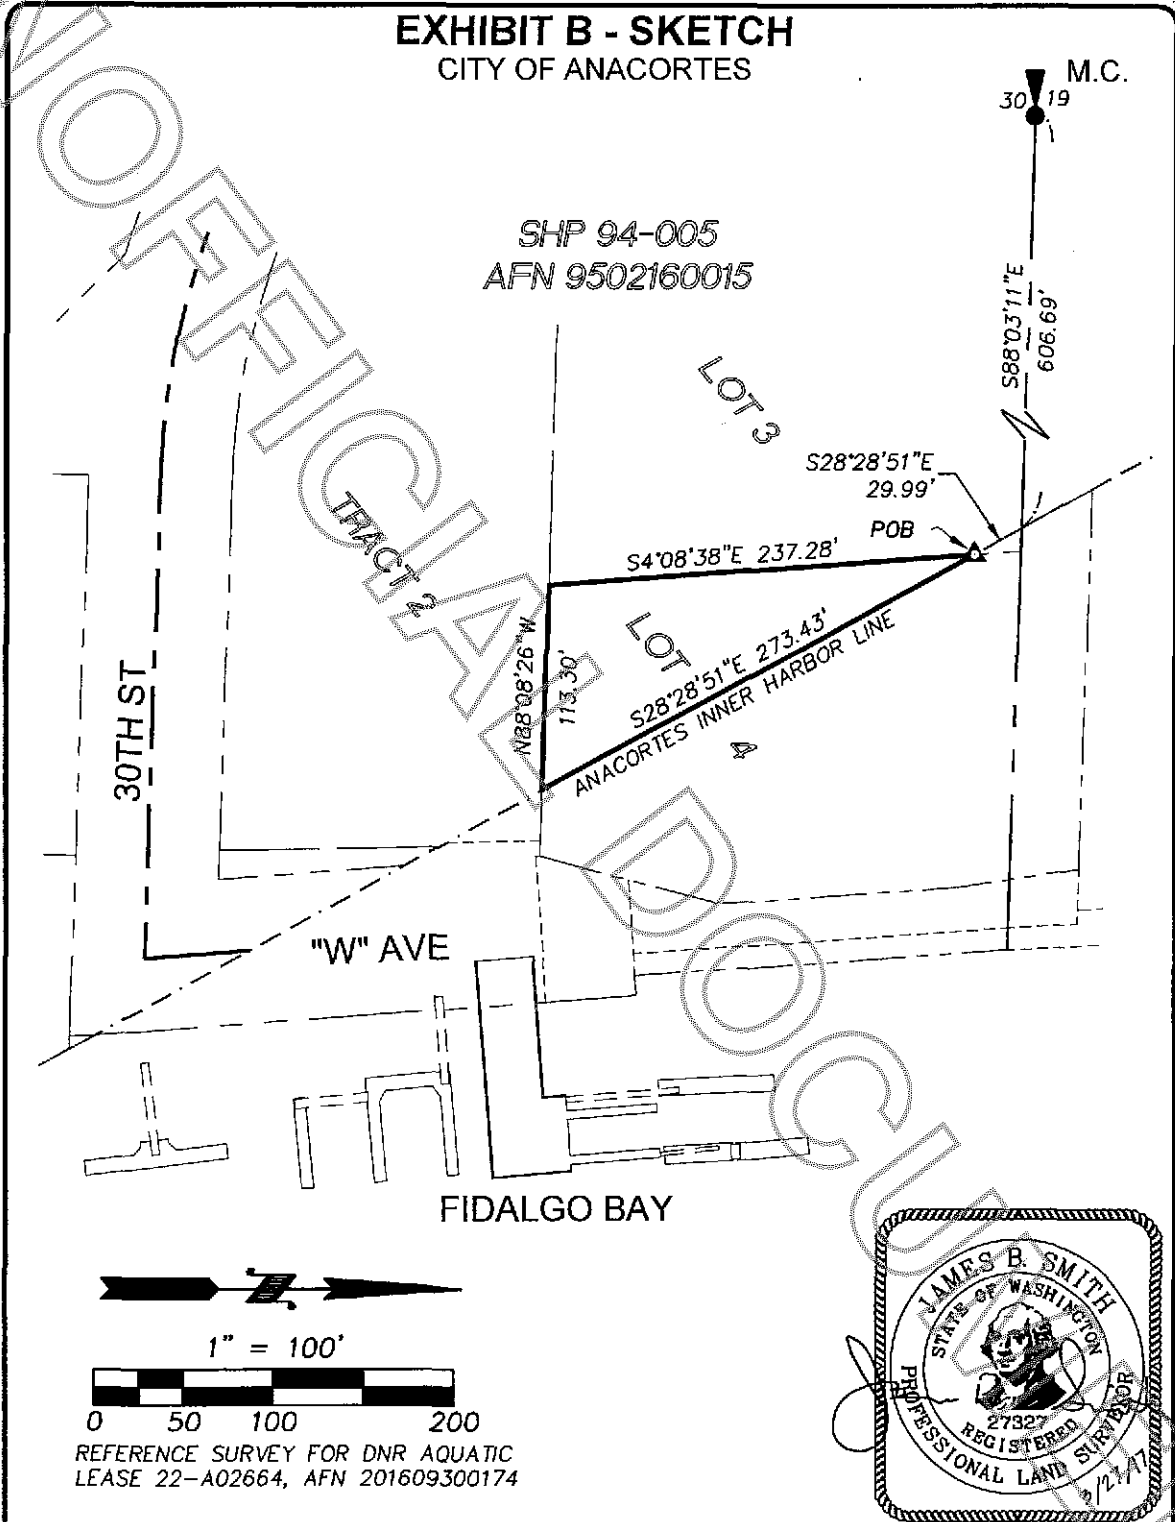 EXHIBIT B - SKETCH
CITY OF ANACORTES
M.C.
30 19
SHP 94-005
AFN 9502160015
S88°03'11"E
606.69'
LOT 3
S28°28'51"E
29.99'
POB
TRACT 2
S4°08'38"E 237.28'
LOT 4
N88°08'26"W
113.30'
S28°28'51"E 273.43'
ANACORTES INNER HARBOR LINE
30TH ST
"W" AVE
FIDALGO BAY
1" = 100'
0 50 100 200
REFERENCE SURVEY FOR DNR AQUATIC
LEASE 22-A02664, AFN 201609300174
JAMES B. SMITH
STATE OF WASHINGTON
27327
REGISTERED
PROFESSIONAL LAND SURVEYOR
UNOFFICIAL DOCUMENT